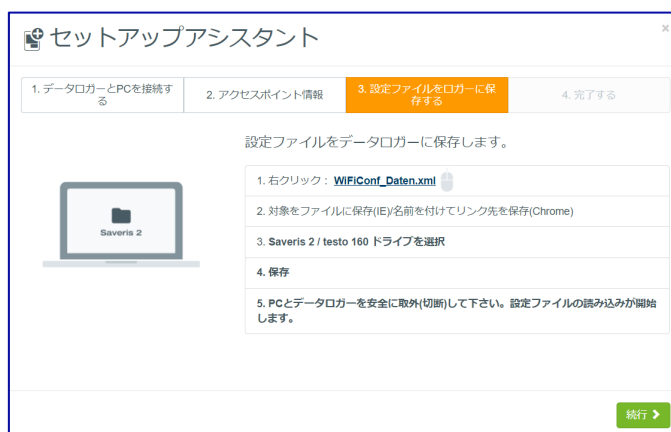 セットアップアシスタント
×
1. データロガーとPCを接続す
る
2. アクセスポイント情報
3. 設定ファイルをロガーに保
存する
4. 完了する
設定ファイルをデータロガーに保存します。
Saveris 2
1. 右クリック： WiFiConf_Daten.xml
2. 対象をファイルに保存(IE)/名前を付けてリンク先を保存(Chrome)
3. Saveris 2 / testo 160 ドライブを選択
4. 保存
5. PCとデータロガーを安全に取外(切断)して下さい。設定ファイルの読み込みが開始
します。
続行